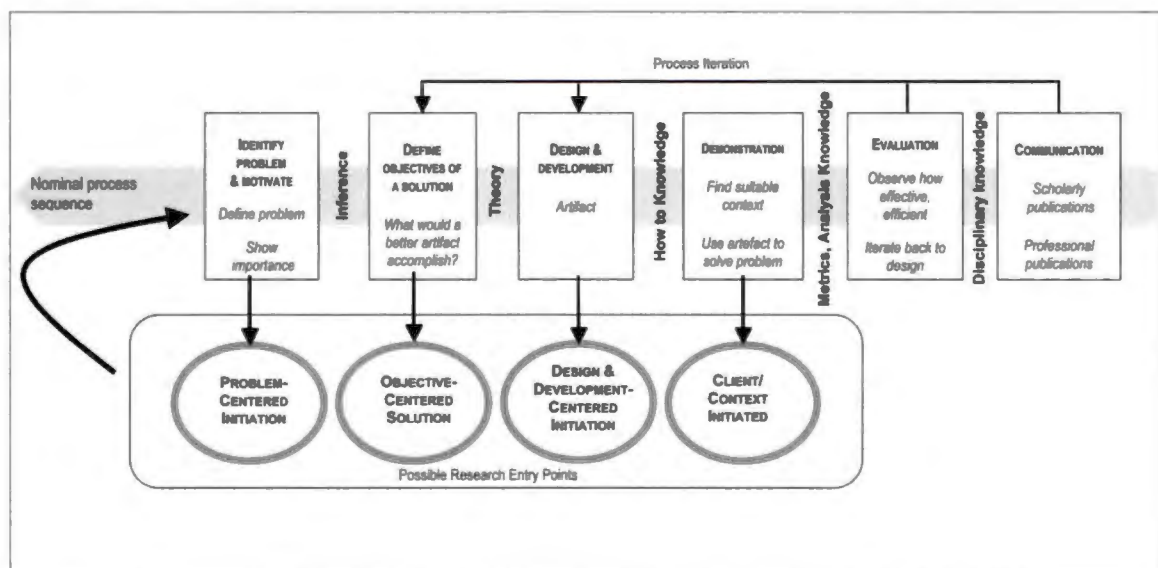 Process Iteration
Nominal process
sequence
IDENTIFY
PROBLEM
& MOTIVATE
Define problem
Show
importance
Inference
DEFINE
OBJECTIVES OF
A SOLUTION
What would a
better artifact
accomplish?
Theory
DESIGN &
DEVELOPMENT
Artifact
How to Knowledge
DEMONSTRATION
Find suitable
context
Use artefact to
solve problem
Metrics, Analysis Knowledge
EVALUATION
Observe how
effective,
efficient
Iterate back to
design
Disciplinary knowledge
COMMUNICATION
Scholarly
publications
Professional
publications
PROBLEM-
CENTERED
INITIATION
OBJECTIVE-
CENTERED
SOLUTION
DESIGN &
DEVELOPMENT-
CENTERED
INITIATION
CLIENT/
CONTEXT
INITIATED
Possible Research Entry Points